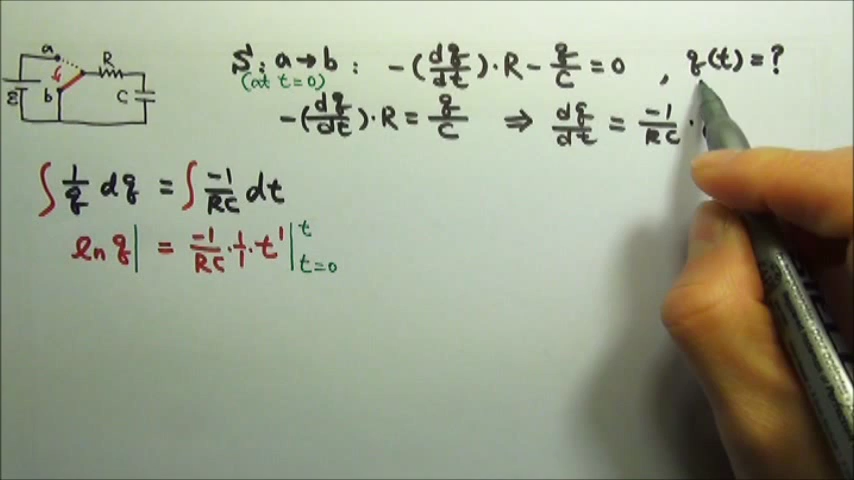 a
R
ε
b
C
S: a → b : -(dq/dt)·R - q/C = 0 , q(t) = ?
(at t=0)
-(dq/dt)·R = q/C ⇒ dq/dt = -1/RC ·
∫ 1/q dq = ∫ -1/RC dt
ln q | = -1/RC · 1/1 · t¹ |
t
t=0